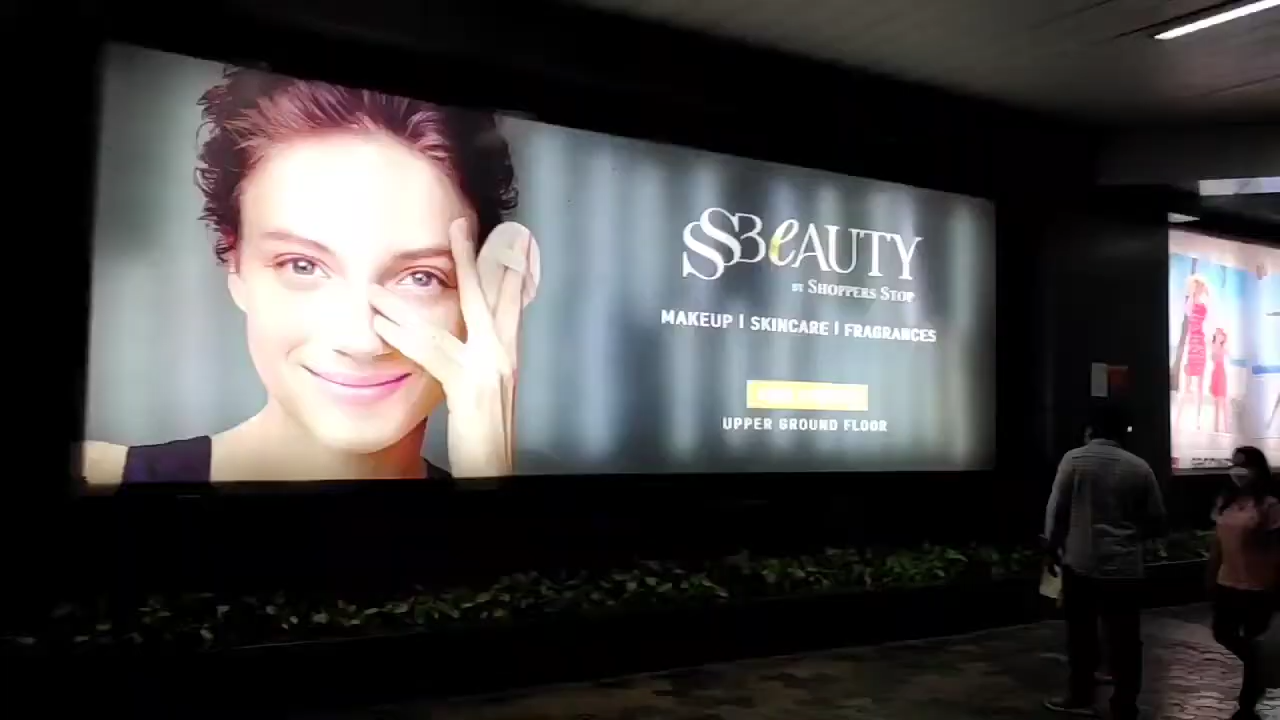 SSBeAUTY
BY SHOPPERS STOP
MAKEUP | SKINCARE | FRAGRANCES
UPPER GROUND FLOOR